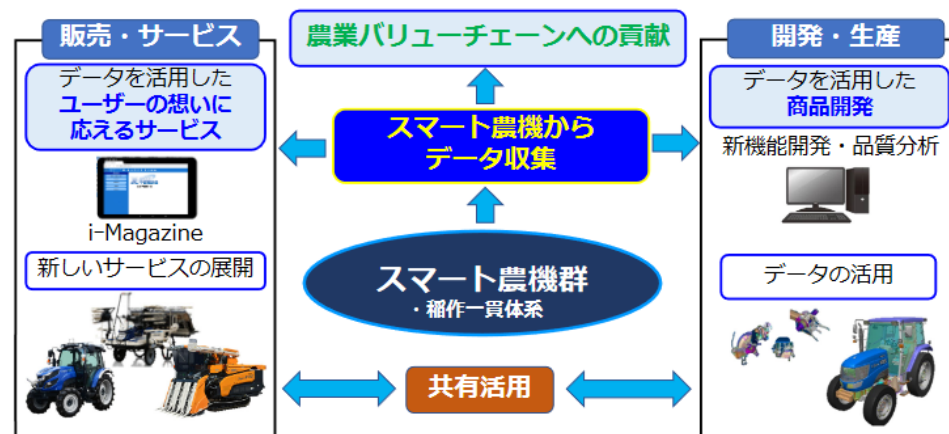 販売・サービス
データを活用した
ユーザーの想いに
応えるサービス
i-Magazine
新しいサービスの展開
農業バリューチェーンへの貢献
スマート農機から
データ収集
スマート農機群
・稲作一貫体系
共有活用
開発・生産
データを活用した
商品開発
新機能開発・品質分析
データの活用